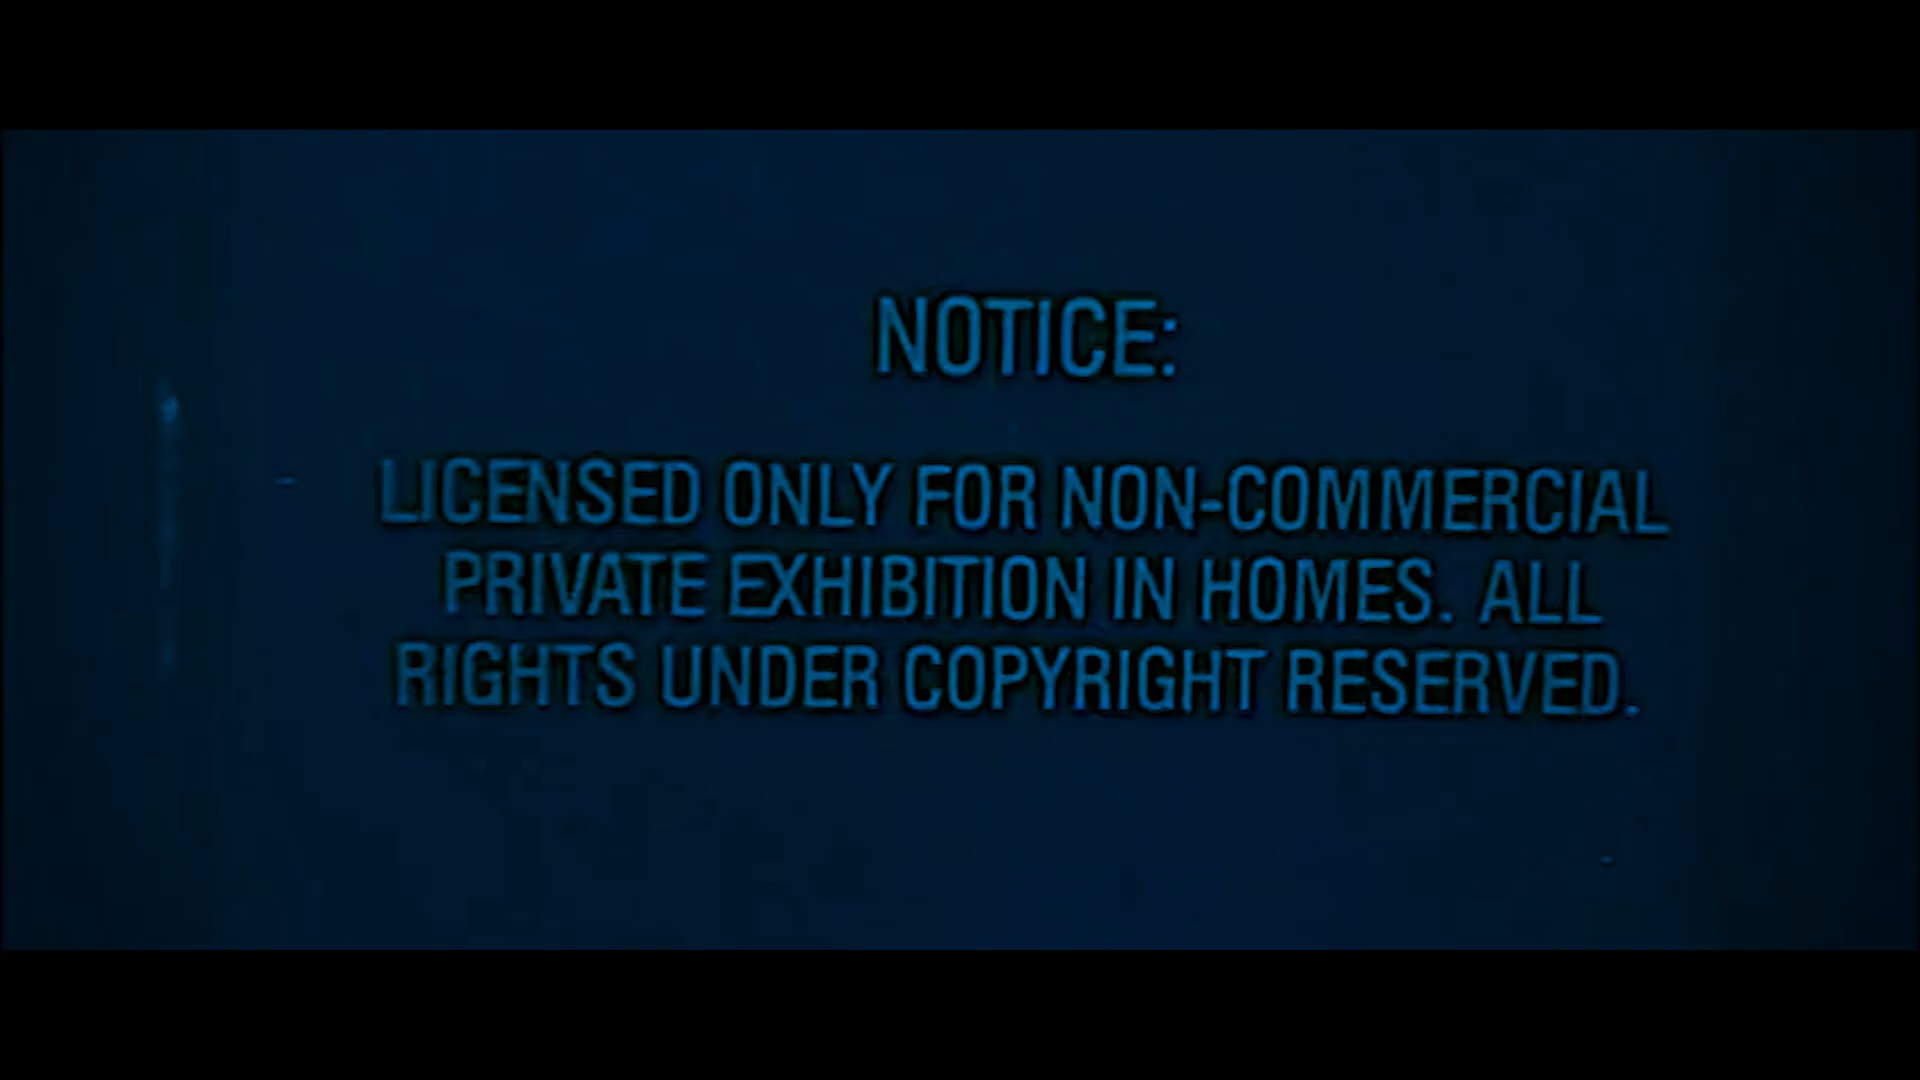 NOTICE:
LICENSED ONLY FOR NON-COMMERCIAL
PRIVATE EXHIBITION IN HOMES. ALL
RIGHTS UNDER COPYRIGHT RESERVED.